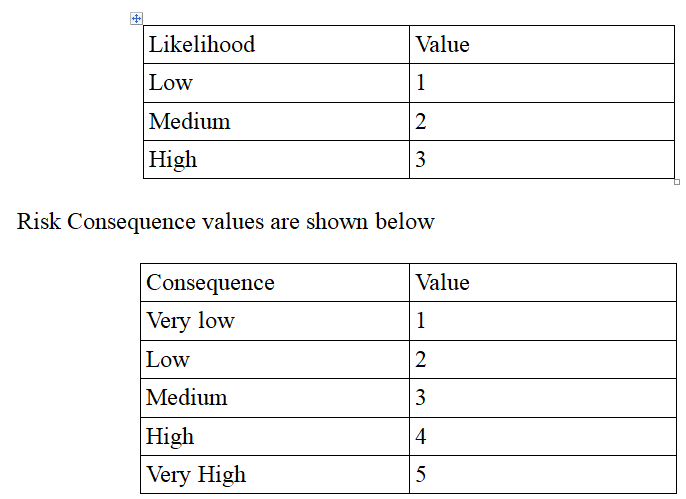 Likelihood Value
Low 1
Medium 2
High 3
Risk Consequence values are shown below
Consequence Value
Very low 1
Low 2
Medium 3
High 4
Very High 5